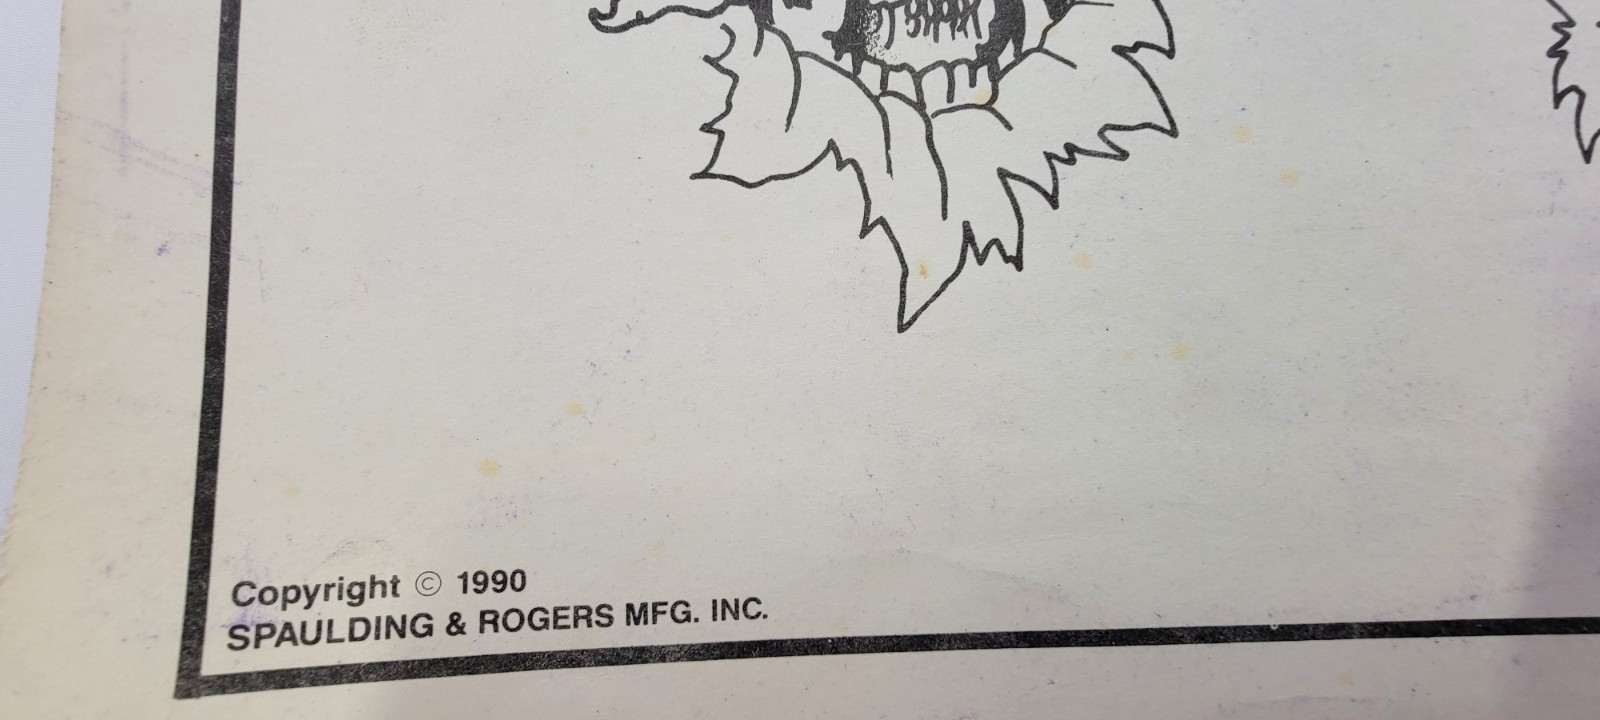 Copyright © 1990
SPAULDING & ROGERS MFG. INC.